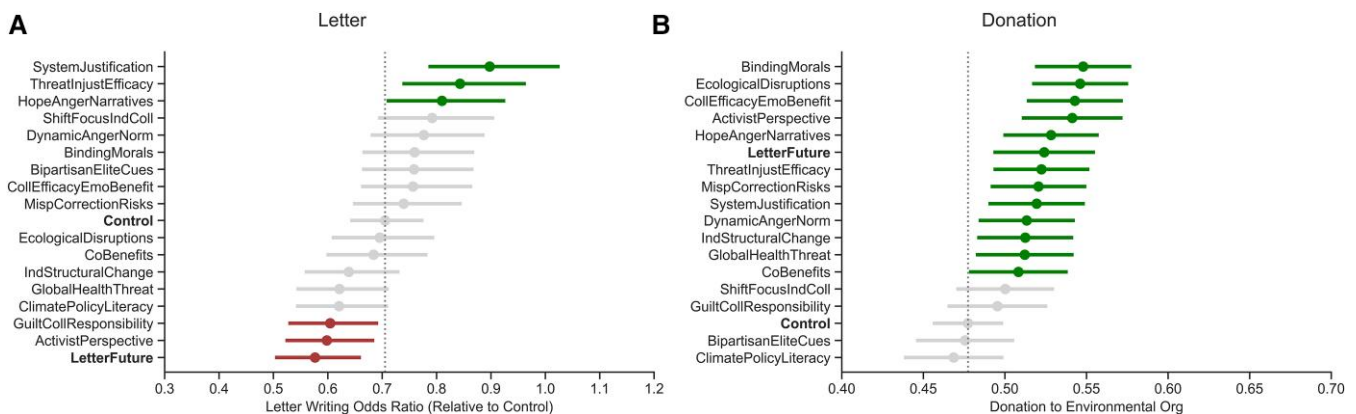 A
Letter
SystemJustification
ThreatInjustEfficacy
HopeAngerNarratives
ShiftFocusIndColl
DynamicAngerNorm
BindingMorals
BipartisanEliteCues
CollEfficacyEmoBenefit
MispCorrectionRisks
Control
EcologicalDisruptions
CoBenefits
IndStructuralChange
GlobalHealthThreat
ClimatePolicyLiteracy
GuiltCollResponsibility
ActivistPerspective
LetterFuture
0.3 0.4 0.5 0.6 0.7 0.8 0.9 1.0 1.1 1.2
Letter Writing Odds Ratio (Relative to Control)
B
Donation
BindingMorals
EcologicalDisruptions
CollEfficacyEmoBenefit
ActivistPerspective
HopeAngerNarratives
LetterFuture
ThreatInjustEfficacy
MispCorrectionRisks
SystemJustification
DynamicAngerNorm
IndStructuralChange
GlobalHealthThreat
CoBenefits
ShiftFocusIndColl
GuiltCollResponsibility
Control
BipartisanEliteCues
ClimatePolicyLiteracy
0.40 0.45 0.50 0.55 0.60 0.65 0.70
Donation to Environmental Org